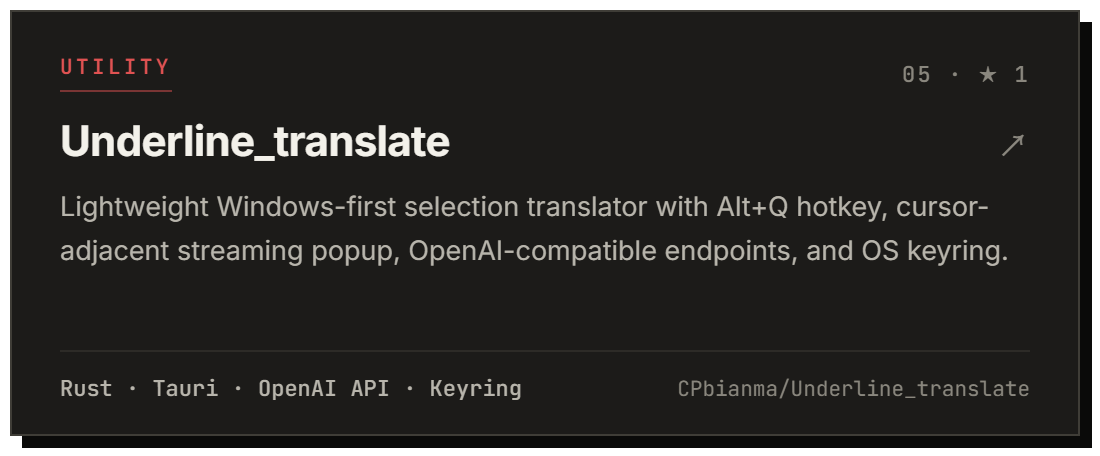 UTILITY
05 · ★ 1
Underline_translate
↗
Lightweight Windows-first selection translator with Alt+Q hotkey, cursor-
adjacent streaming popup, OpenAI-compatible endpoints, and OS keyring.
Rust · Tauri · OpenAI API · Keyring
CPbianma/Underline_translate